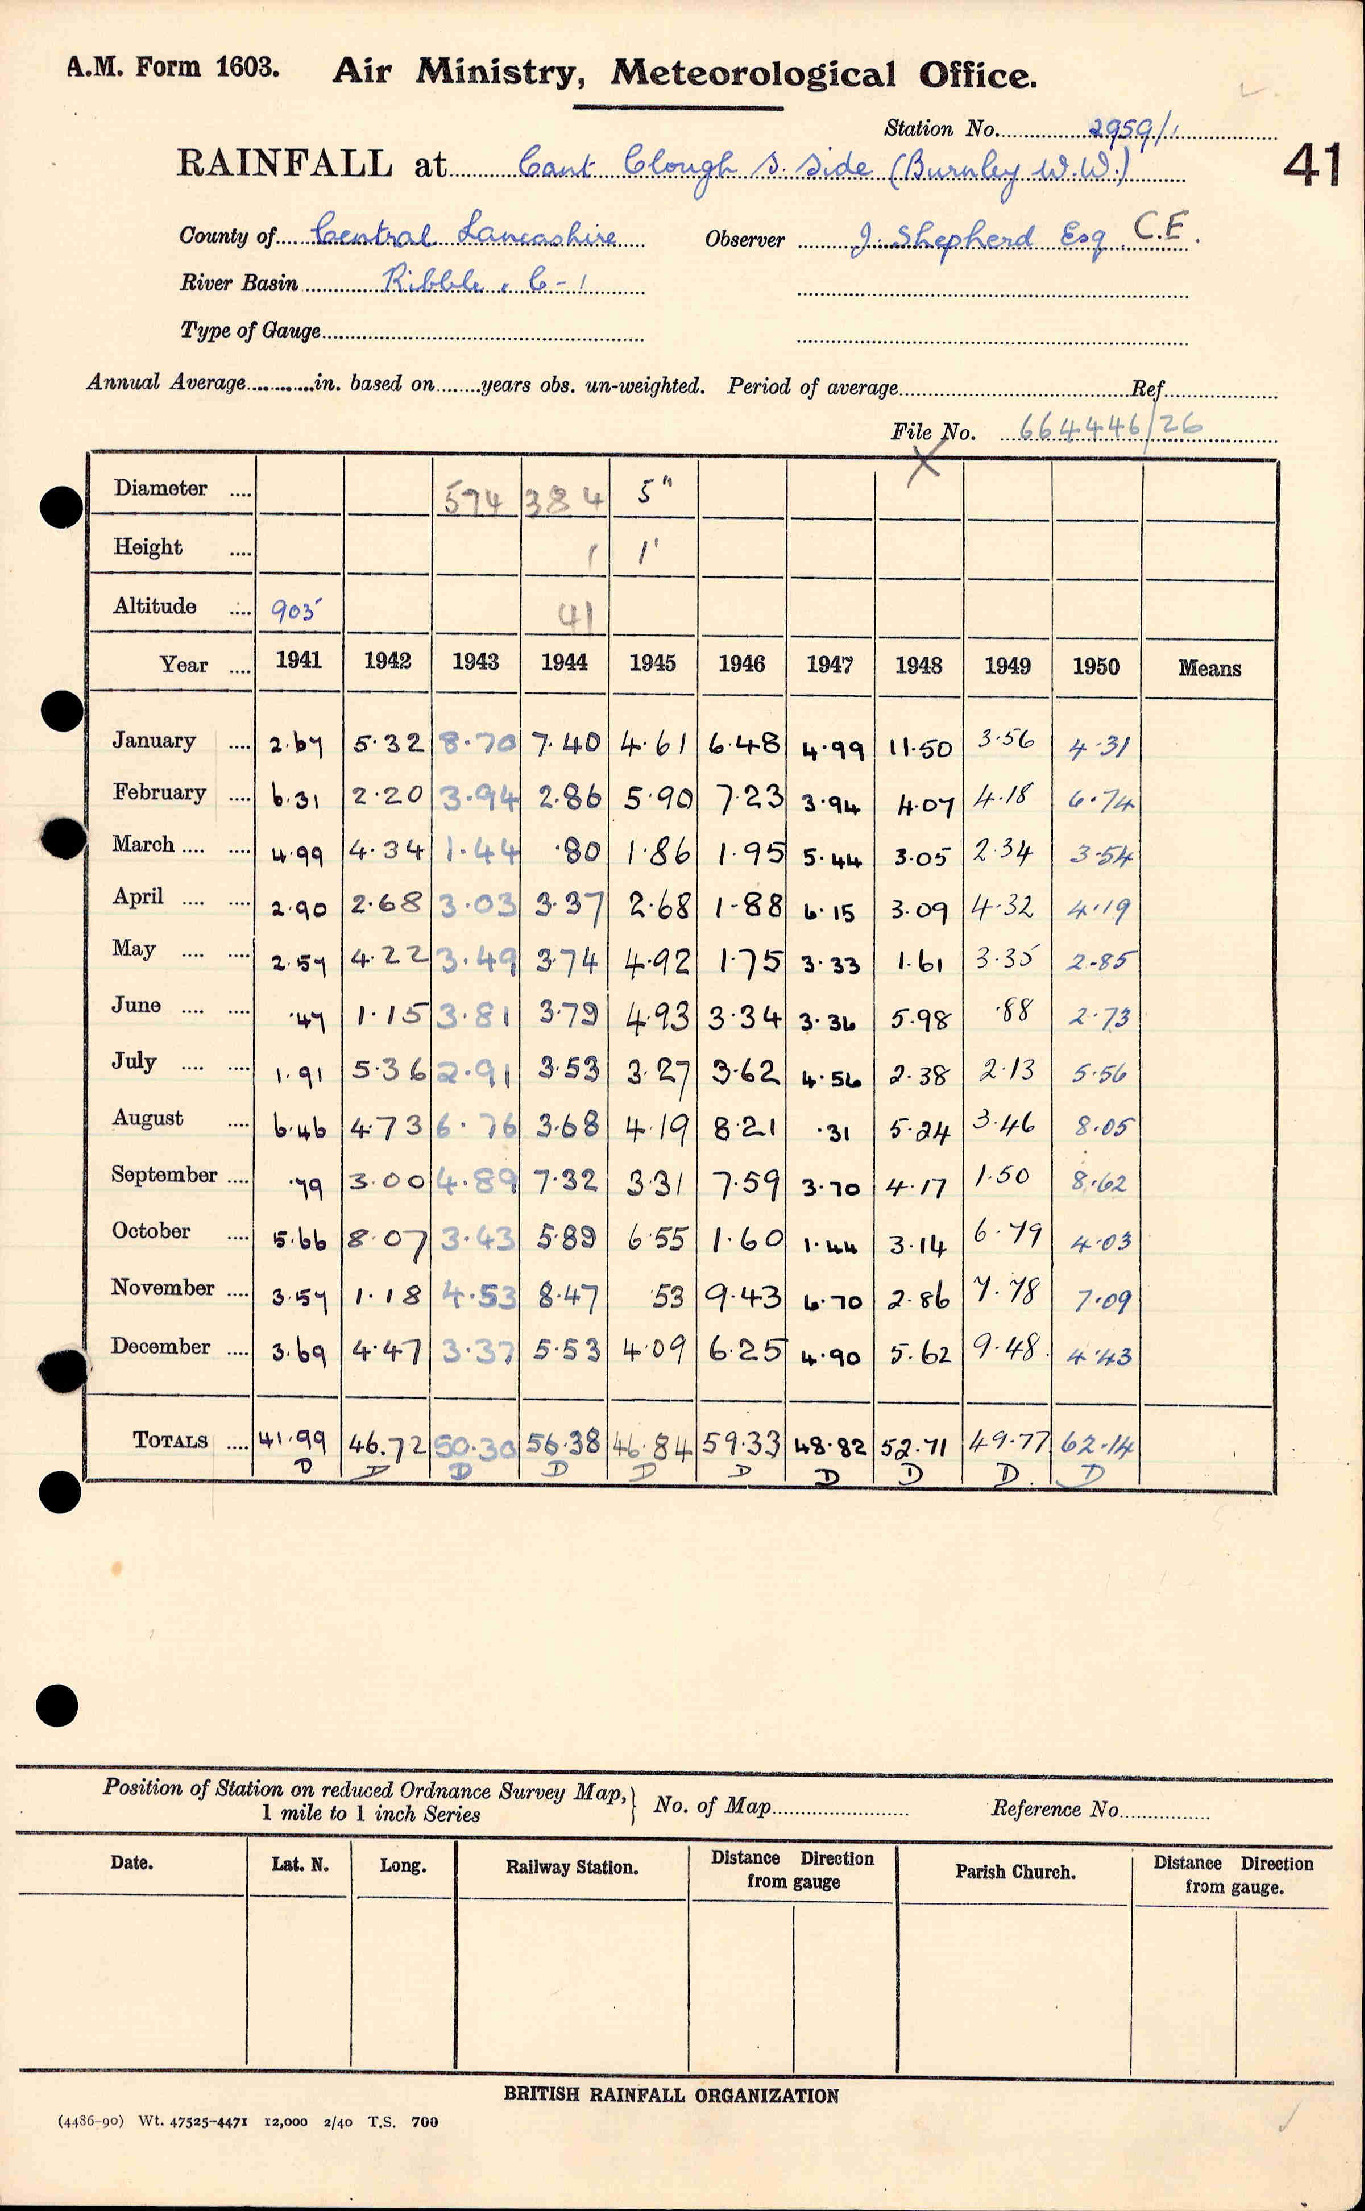 A.M. Form 1603. Air Ministry, Meteorological Office.
Station No. 2959/1
RAINFALL at Cant Clough S. Side (Burnley W.W.) 41
County of Central Lancashire Observer J. Shepherd Esq. C.E.
River Basin Ribble. C-1
Type of Gauge
Annual Average in. based on years obs. un-weighted. Period of average Ref.
File No. 664446/26
X
Diameter .... 574 384 5"
Height .... 1 1'
Altitude .... 903 41
Year .... 1941 1942 1943 1944 1945 1946 1947 1948 1949 1950 Means
January .... 2.67 5.32 8.70 7.40 4.61 6.48 4.99 11.50 3.56 4.31
February .... 6.31 2.20 3.94 2.86 5.90 7.23 3.94 4.07 4.18 6.74
March .... .... 4.99 4.34 1.44 .80 1.86 1.95 5.44 3.05 2.34 3.54
April .... .... 2.90 2.68 3.03 3.37 2.68 1.88 6.15 3.09 4.32 4.19
May .... .... 2.57 4.22 3.49 3.74 4.92 1.75 3.33 1.61 3.35 2.85
June .... .... .47 1.15 3.81 3.79 4.93 3.34 3.36 5.98 .88 2.73
July .... .... 1.91 5.36 2.91 3.53 3.27 3.62 4.56 2.38 2.13 5.56
August .... 6.46 4.73 6.76 3.68 4.19 8.21 .31 5.24 3.46 8.05
September .... .79 3.00 4.89 7.32 3.31 7.59 3.70 4.17 1.50 8.62
October .... 5.66 8.07 3.43 5.89 6.55 1.60 1.44 3.14 6.79 4.03
November .... 3.57 1.18 4.53 8.47 53 9.43 6.70 2.86 7.78 7.09
December .... 3.69 4.47 3.37 5.53 4.09 6.25 4.90 5.62 9.48 4.43
TOTALS .... 41.99 46.72 50.30 56.38 46.84 59.33 48.82 52.71 49.77 62.14
D D D D D D D D D. D
Position of Station on reduced Ordnance Survey Map, 1 mile to 1 inch Series } No. of Map Reference No.
Date. Lat. N. Long. Railway Station. Distance Direction from gauge Parish Church. Distance Direction from gauge.
BRITISH RAINFALL ORGANIZATION
(4486-90) Wt. 47525-4471 12,000 2/40 T.S. 700